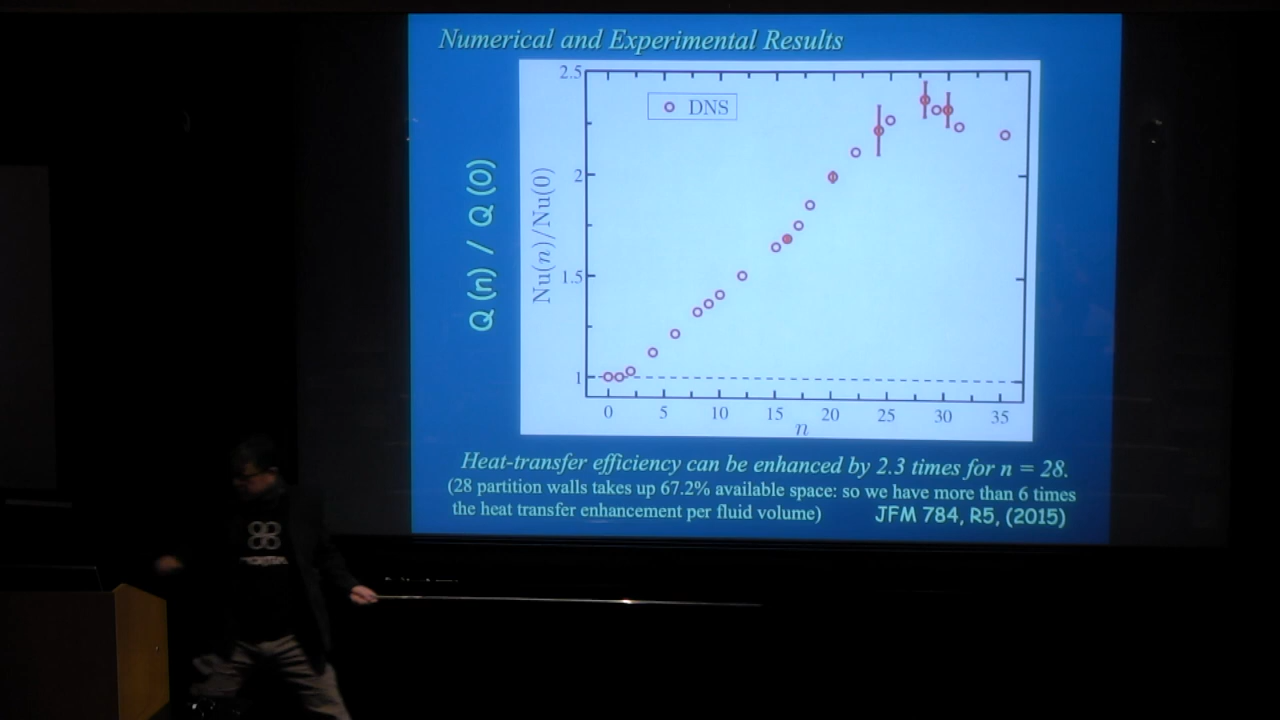 Numerical and Experimental Results
Q (n) / Q (0)
Nu(n)/Nu(0)
2.5
2
1.5
1
DNS
0 5 10 15 20 25 30 35
n
Heat-transfer efficiency can be enhanced by 2.3 times for n = 28.
(28 partition walls takes up 67.2% available space: so we have more than 6 times
the heat transfer enhancement per fluid volume)
JFM 784, R5, (2015)